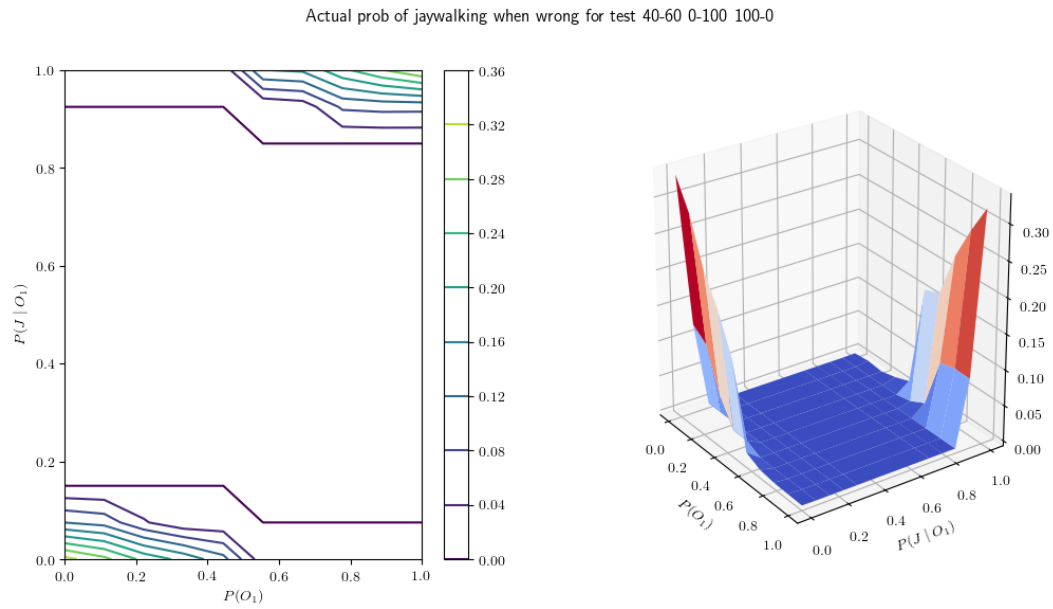 Actual prob of jaywalking when wrong for test 40-60 0-100 100-0
1.0
0.8
0.6
0.4
0.2
0.0
P(J | O₁)
0.0 0.2 0.4 0.6 0.8 1.0
P(O₁)
0.36
0.32
0.28
0.24
0.20
0.16
0.12
0.08
0.04
0.00
0.30
0.25
0.20
0.15
0.10
0.05
0.00
0.0 0.2 0.4 0.6 0.8 1.0
P(O₁)
0.0 0.2 0.4 0.6 0.8 1.0
P(J | O₁)